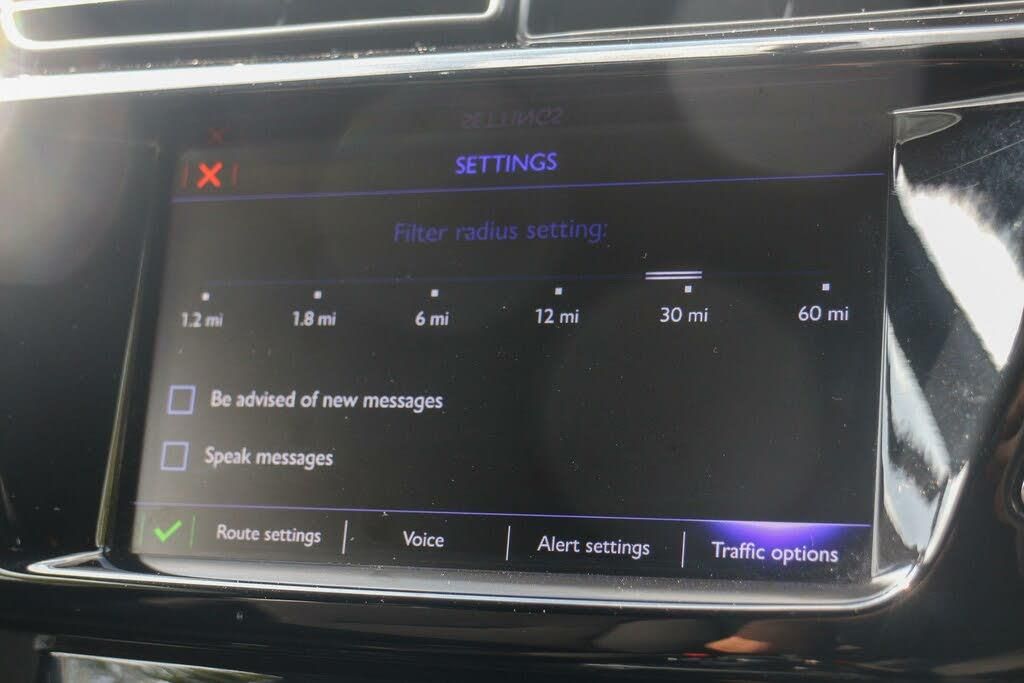 SETTINGS
Filter radius setting:
1.2 mi 1.8 mi 6 mi 12 mi 30 mi 60 mi
Be advised of new messages
Speak messages
Route settings Voice Alert settings Traffic options